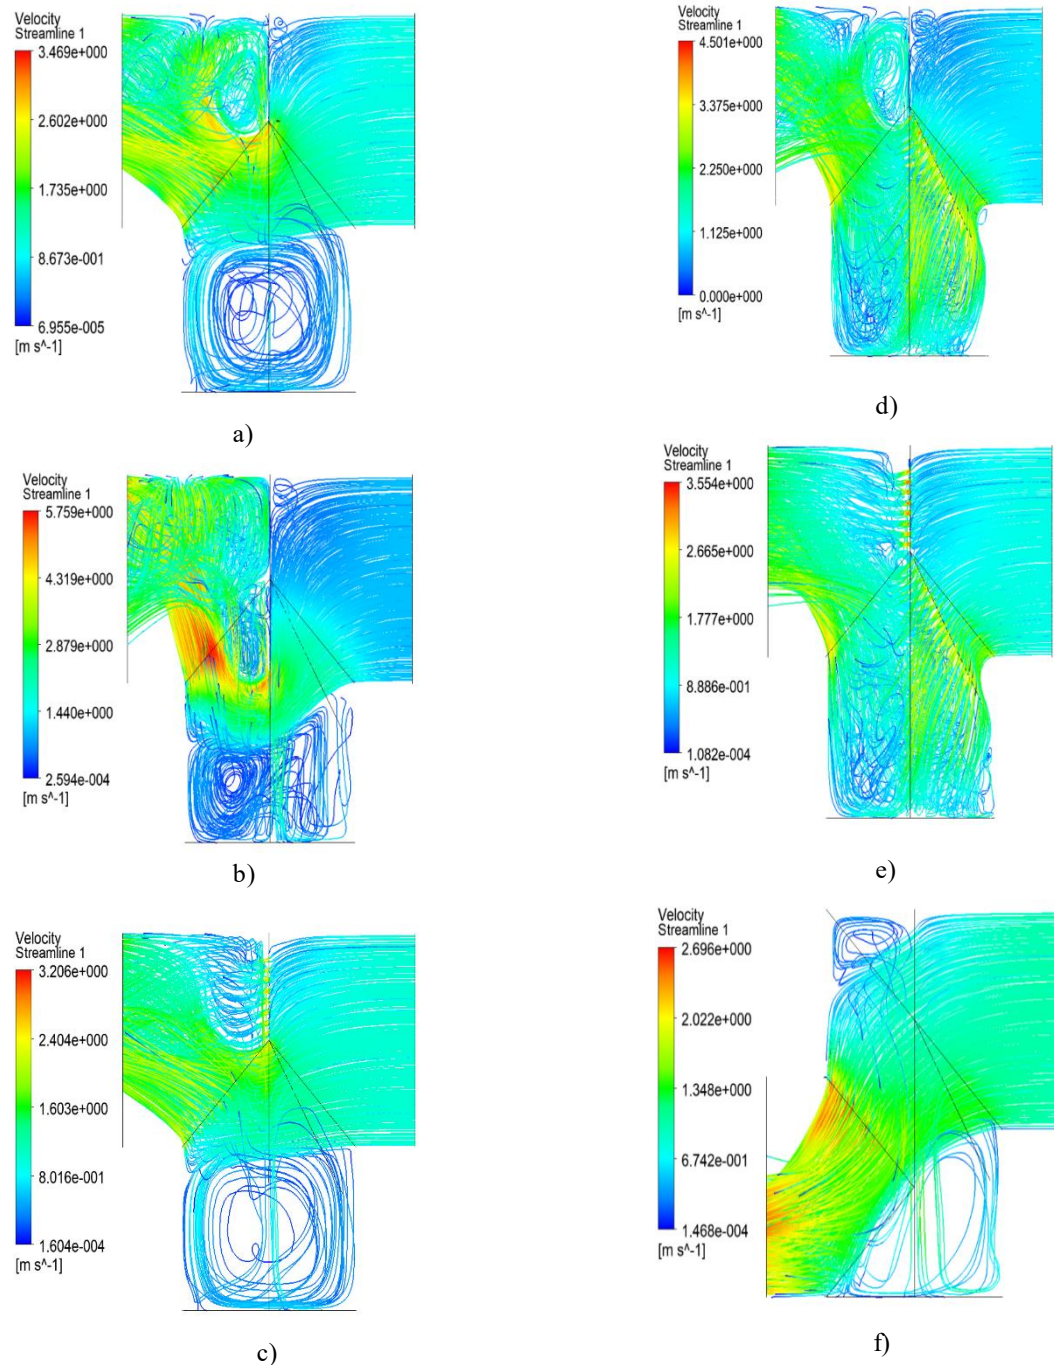 Velocity
Streamline 1
3.469e+000
2.602e+000
1.735e+000
8.673e-001
6.955e-005
[m s^-1]
a)
Velocity
Streamline 1
5.759e+000
4.319e+000
2.879e+000
1.440e+000
2.594e-004
[m s^-1]
b)
Velocity
Streamline 1
3.206e+000
2.404e+000
1.603e+000
8.016e-001
1.604e-004
[m s^-1]
c)
Velocity
Streamline 1
4.501e+000
3.375e+000
2.250e+000
1.125e+000
0.000e+000
[m s^-1]
d)
Velocity
Streamline 1
3.554e+000
2.665e+000
1.777e+000
8.886e-001
1.082e-004
[m s^-1]
e)
Velocity
Streamline 1
2.696e+000
2.022e+000
1.348e+000
6.742e-001
1.468e-004
[m s^-1]
f)